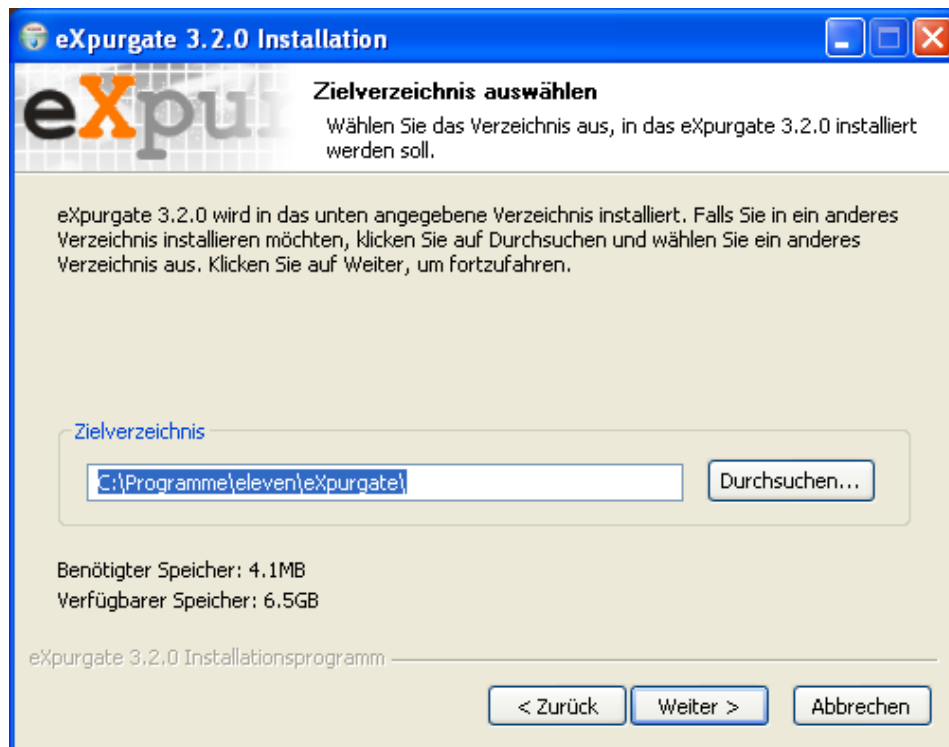 eXpurgate 3.2.0 Installation
eXpur
Zielverzeichnis auswählen
Wählen Sie das Verzeichnis aus, in das eXpurgate 3.2.0 installiert
werden soll.
eXpurgate 3.2.0 wird in das unten angegebene Verzeichnis installiert. Falls Sie in ein anderes
Verzeichnis installieren möchten, klicken Sie auf Durchsuchen und wählen Sie ein anderes
Verzeichnis aus. Klicken Sie auf Weiter, um fortzufahren.
Zielverzeichnis
C:\Programme\eleven\eXpurgate\
Durchsuchen...
Benötigter Speicher: 4.1MB
Verfügbarer Speicher: 6.5GB
eXpurgate 3.2.0 Installationsprogramm
< Zurück Weiter > Abbrechen